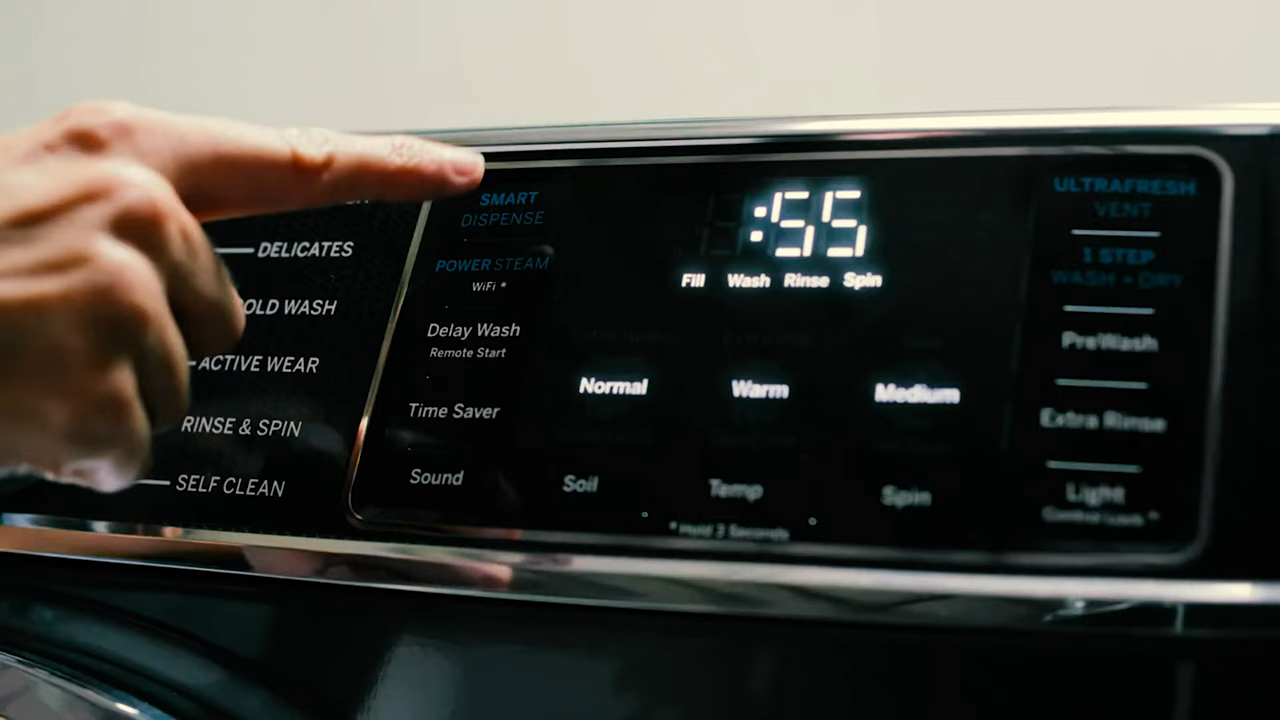 DELICATES
OLD WASH
ACTIVE WEAR
RINSE & SPIN
SELF CLEAN
SMART
DISPENSE
POWER STEAM
WiFi *
Delay Wash
Remote Start
Time Saver
Sound
:55
Fill Wash Rinse Spin
Normal Warm Medium
Soil Temp Spin
* Hold 3 Seconds
ULTRAFRESH
VENT
1 STEP
WASH + DRY
PreWash
Extra Rinse
Light
Control Lock *